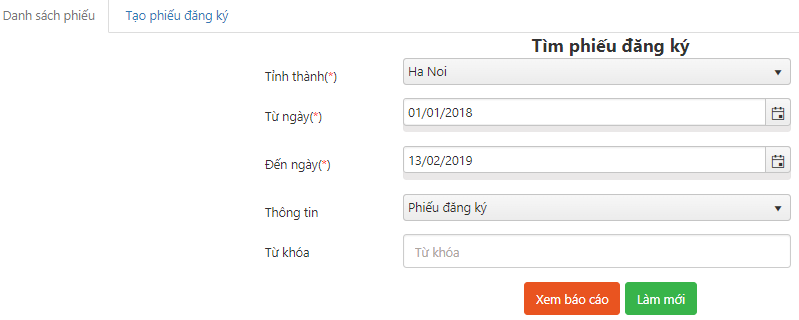 Danh sách phiếu
Tạo phiếu đăng ký
Tìm phiếu đăng ký
Tỉnh thành(*)
Ha Noi
Từ ngày(*)
01/01/2018
Đến ngày(*)
13/02/2019
Thông tin
Phiếu đăng ký
Từ khóa
Từ khóa
Xem báo cáo
Làm mới